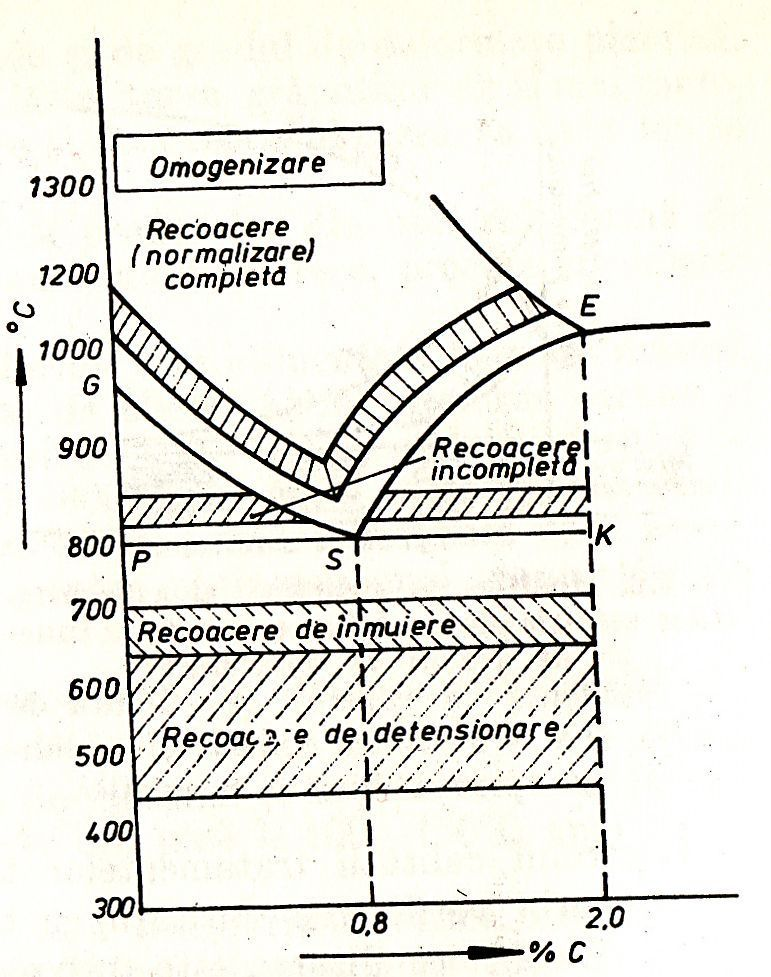 Omogenizare
1300
Recoacere
(normalizare)
completă
1200
°C
E
1000
G
900
Recoacere
incompletă
800
P
S
K
700
Recoacere de înmuiere
600
Recoacere de detensionare
500
400
300
0,8
2,0
% C